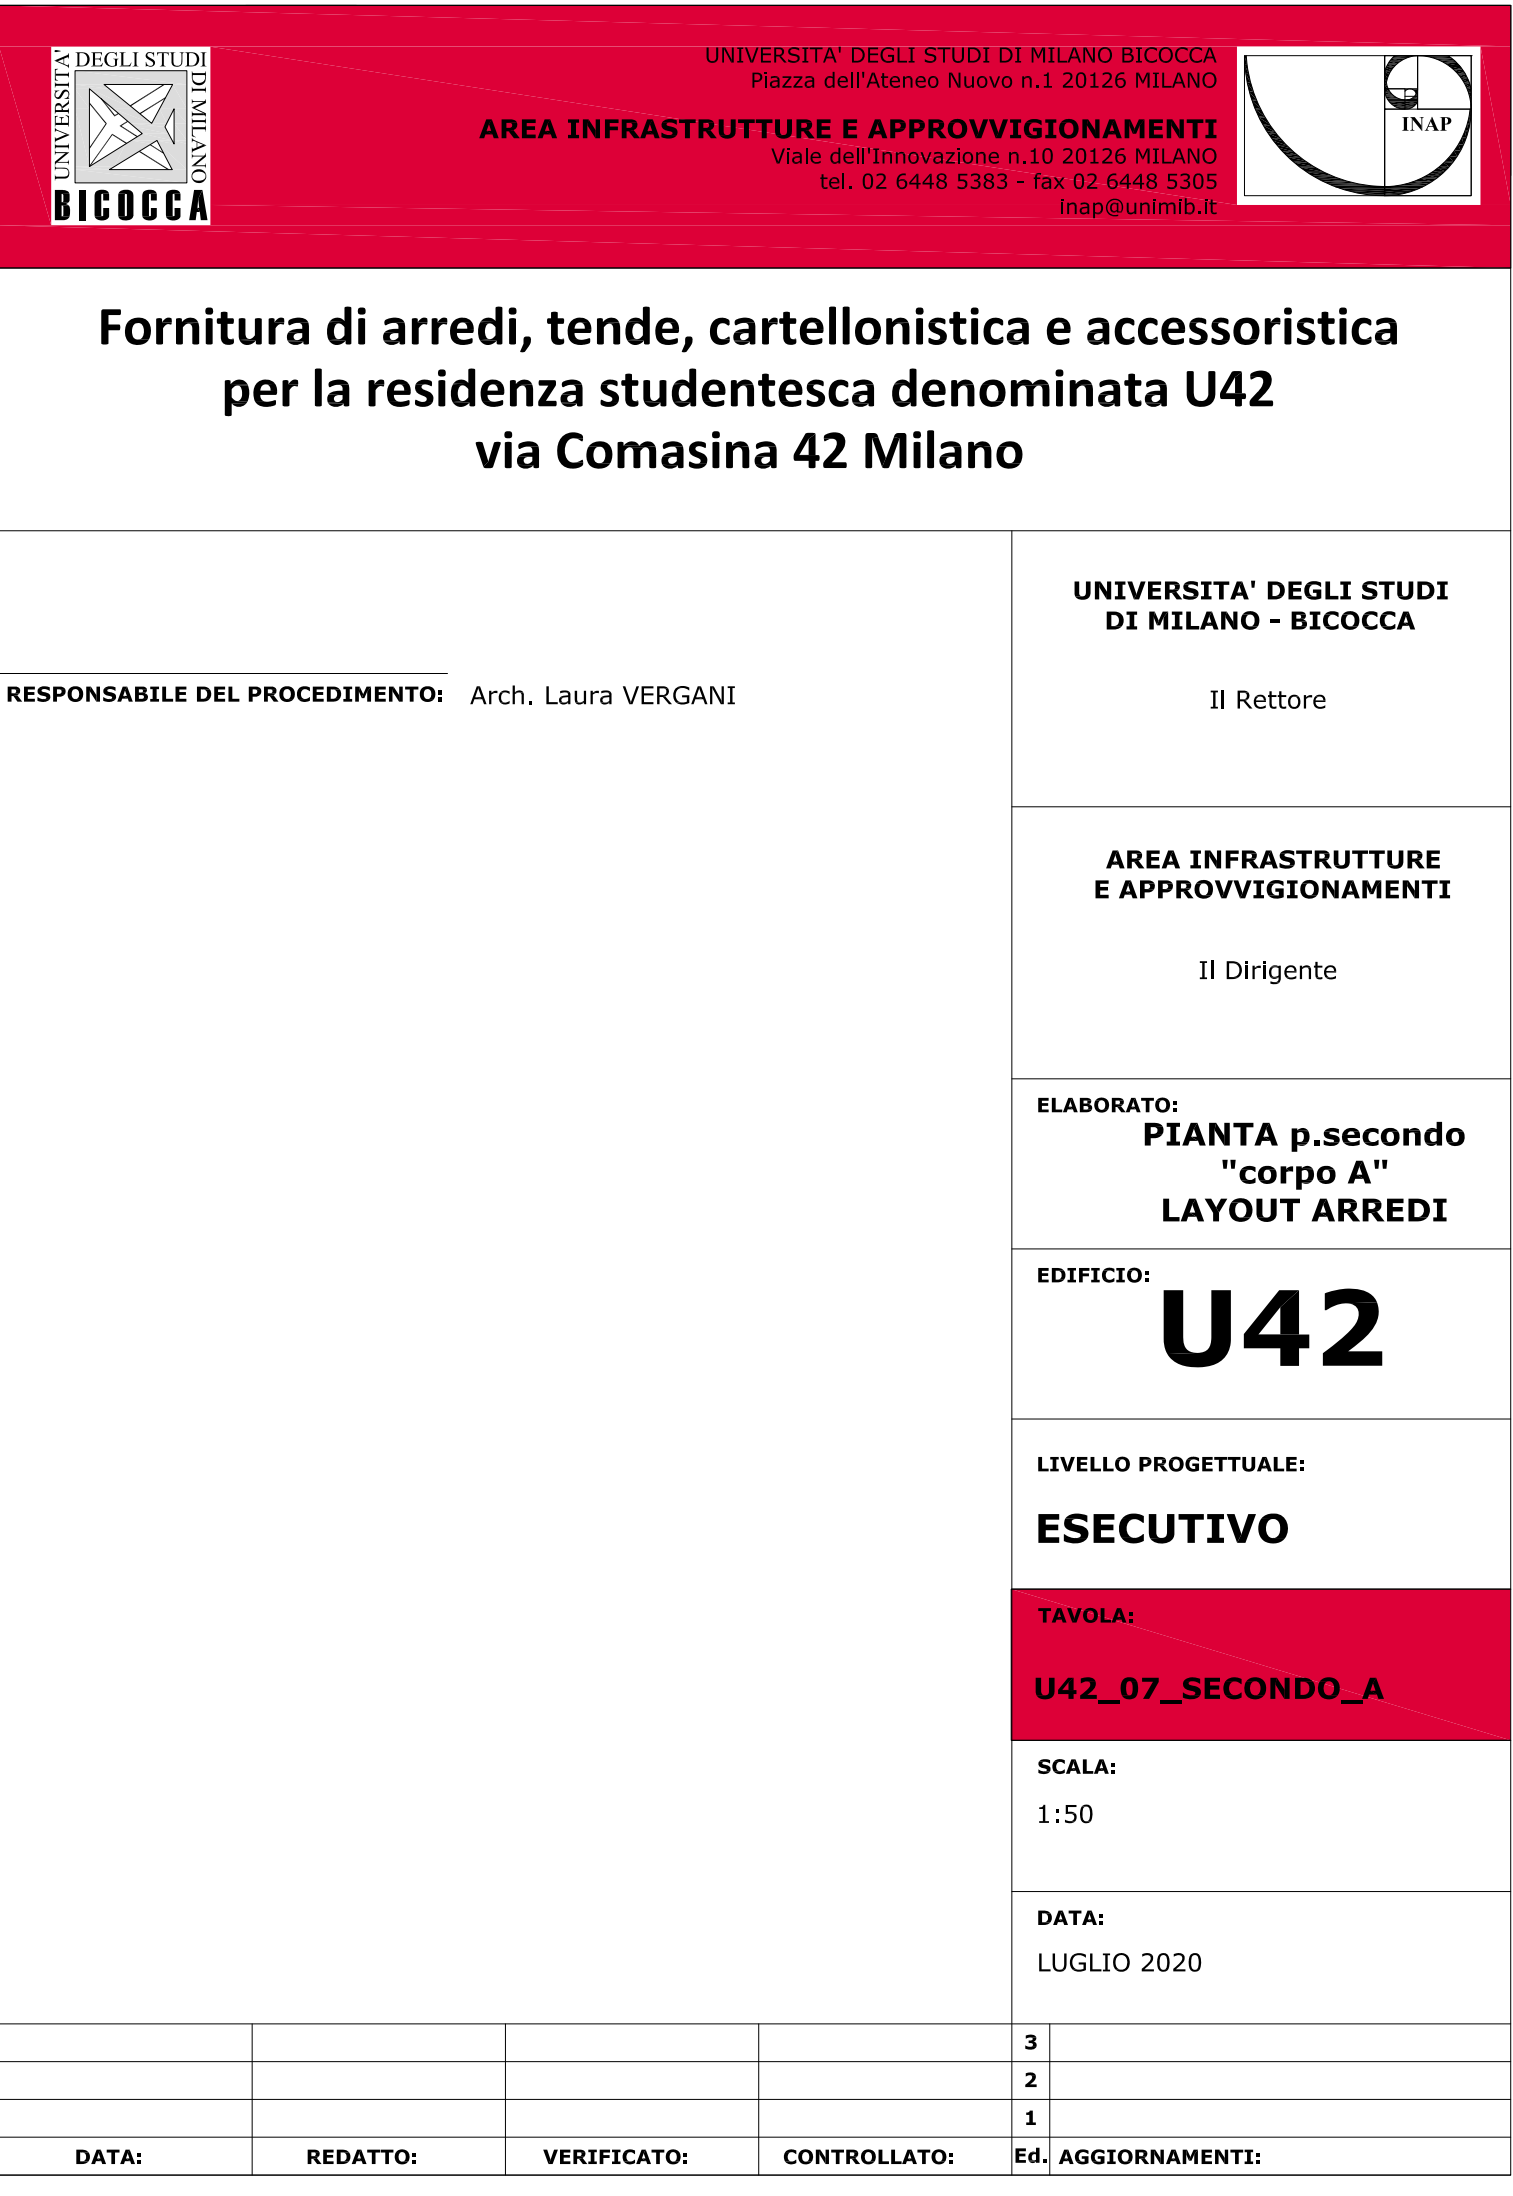 UNIVERSITA' DEGLI STUDI DI MILANO
BICOCCA
UNIVERSITA' DEGLI STUDI DI MILANO BICOCCA
Piazza dell'Ateneo Nuovo n.1 20126 MILANO
AREA INFRASTRUTTURE E APPROVVIGIONAMENTI
Viale dell'Innovazione n.10 20126 MILANO
tel. 02 6448 5383 - fax 02 6448 5305
inap@unimib.it
INAP
Fornitura di arredi, tende, cartellonistica e accessoristica
per la residenza studentesca denominata U42
via Comasina 42 Milano
RESPONSABILE DEL PROCEDIMENTO: Arch. Laura VERGANI
UNIVERSITA' DEGLI STUDI
DI MILANO - BICOCCA
Il Rettore
AREA INFRASTRUTTURE
E APPROVVIGIONAMENTI
Il Dirigente
ELABORATO:
PIANTA p.secondo
"corpo A"
LAYOUT ARREDI
EDIFICIO:
U42
LIVELLO PROGETTUALE:
ESECUTIVO
TAVOLA:
U42_07_SECONDO_A
SCALA:
1:50
DATA:
LUGLIO 2020
3
2
1
DATA: REDATTO: VERIFICATO: CONTROLLATO: Ed. AGGIORNAMENTI: